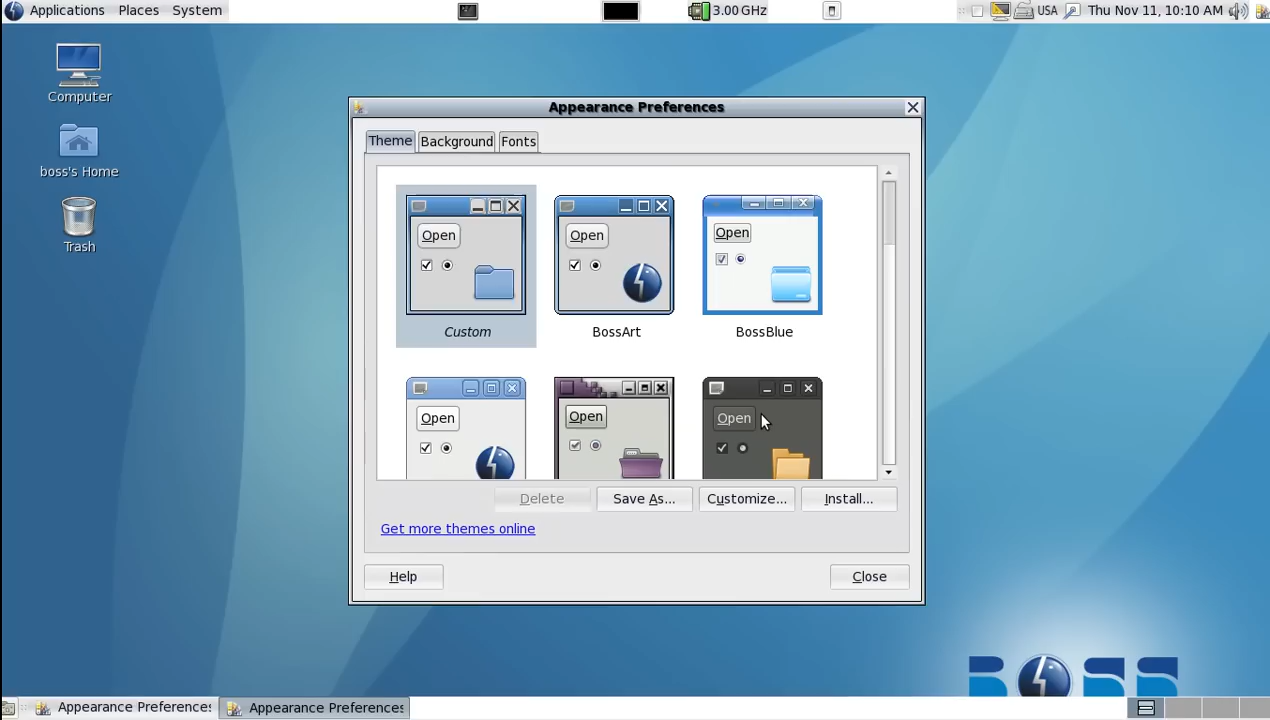 Applications Places System 3.00 GHz USA Thu Nov 11, 10:10 AM
Computer
boss's Home
Trash
Appearance Preferences
Theme Background Fonts
Open Open Open
Custom BossArt BossBlue
Open Open Open
Delete Save As... Customize... Install...
Get more themes online
Help Close
BOSS
Appearance Preferences Appearance Preferences